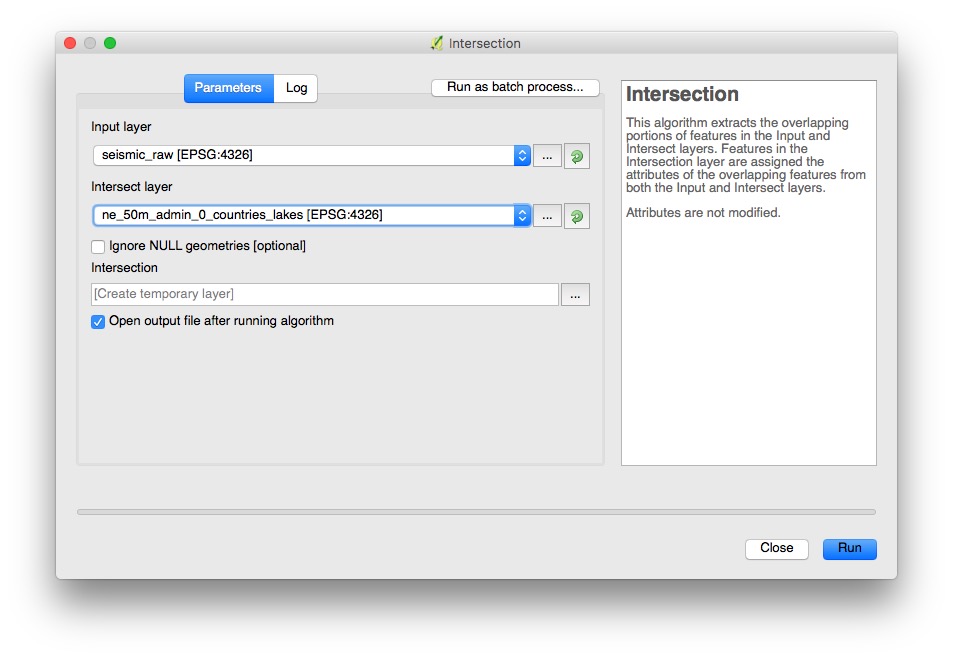 Intersection
Parameters
Log
Run as batch process...
Input layer
seismic_raw [EPSG:4326]
...
Intersect layer
ne_50m_admin_0_countries_lakes [EPSG:4326]
...
Ignore NULL geometries [optional]
Intersection
[Create temporary layer]
...
Open output file after running algorithm
Intersection
This algorithm extracts the overlapping
portions of features in the Input and
Intersect layers. Features in the
Intersection layer are assigned the
attributes of the overlapping features from
both the Input and Intersect layers.
Attributes are not modified.
Close
Run